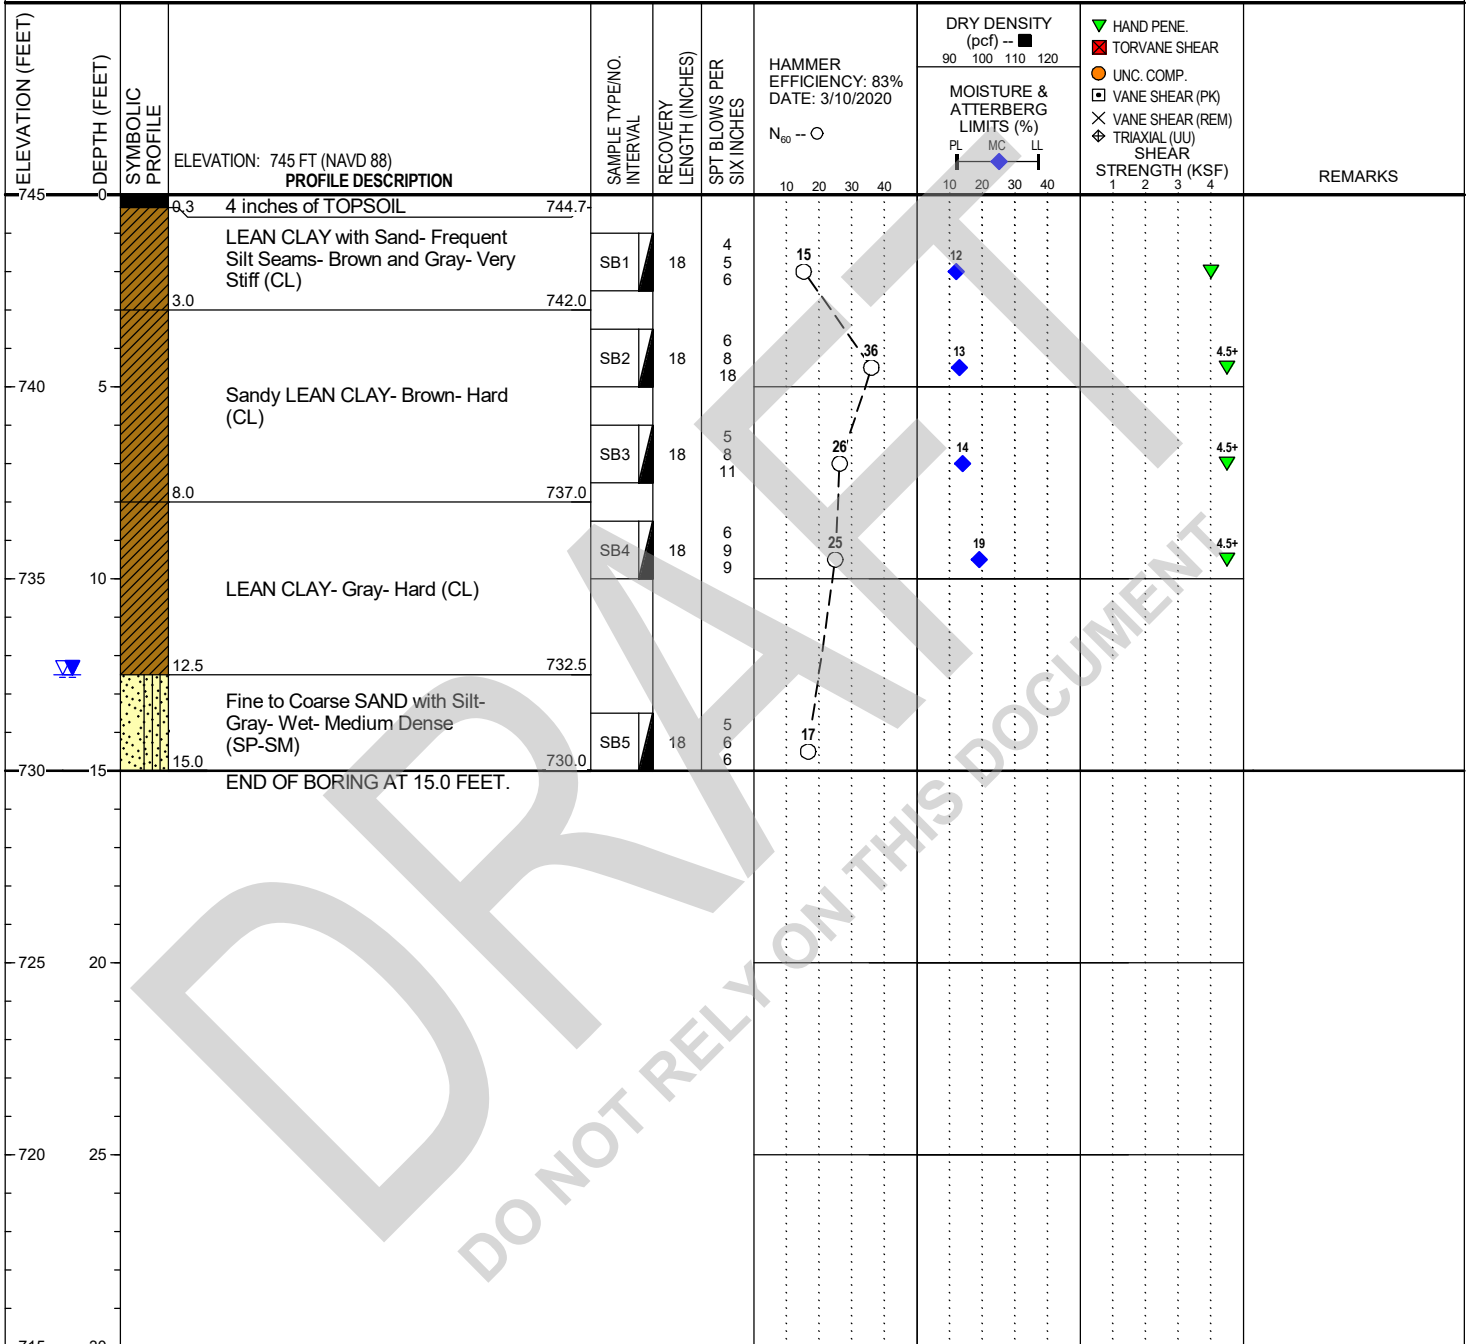 ELEVATION (FEET)
DEPTH (FEET)
SYMBOLIC
PROFILE
ELEVATION: 745 FT (NAVD 88)
PROFILE DESCRIPTION
SAMPLE TYPE/NO.
INTERVAL
RECOVERY
LENGTH (INCHES)
SPT BLOWS PER
SIX INCHES
HAMMER
EFFICIENCY: 83%
DATE: 3/10/2020
N60 -- O
10 20 30 40
DRY DENSITY
(pcf) -- ■
90 100 110 120
MOISTURE &
ATTERBERG
LIMITS (%)
PL MC LL
10 20 30 40
HAND PENE.
TORVANE SHEAR
UNC. COMP.
VANE SHEAR (PK)
VANE SHEAR (REM)
TRIAXIAL (UU)
SHEAR
STRENGTH (KSF)
1 2 3 4
REMARKS
745 0
0.3 4 inches of TOPSOIL 744.7
LEAN CLAY with Sand- Frequent
Silt Seams- Brown and Gray- Very
Stiff (CL)
3.0 742.0
SB1 18
4
5
6
15
12
Sandy LEAN CLAY- Brown- Hard
(CL)
8.0 737.0
SB2 18
6
8
18
36
13
4.5+
740 5
SB3 18
5
8
11
26
14
4.5+
LEAN CLAY- Gray- Hard (CL)
12.5 732.5
SB4 18
6
9
9
25
19
4.5+
735 10
Fine to Coarse SAND with Silt-
Gray- Wet- Medium Dense
(SP-SM)
15.0 730.0
SB5 18
5
6
6
17
730 15
END OF BORING AT 15.0 FEET.
725 20
720 25
DRAFT
DO NOT RELY ON THIS DOCUMENT